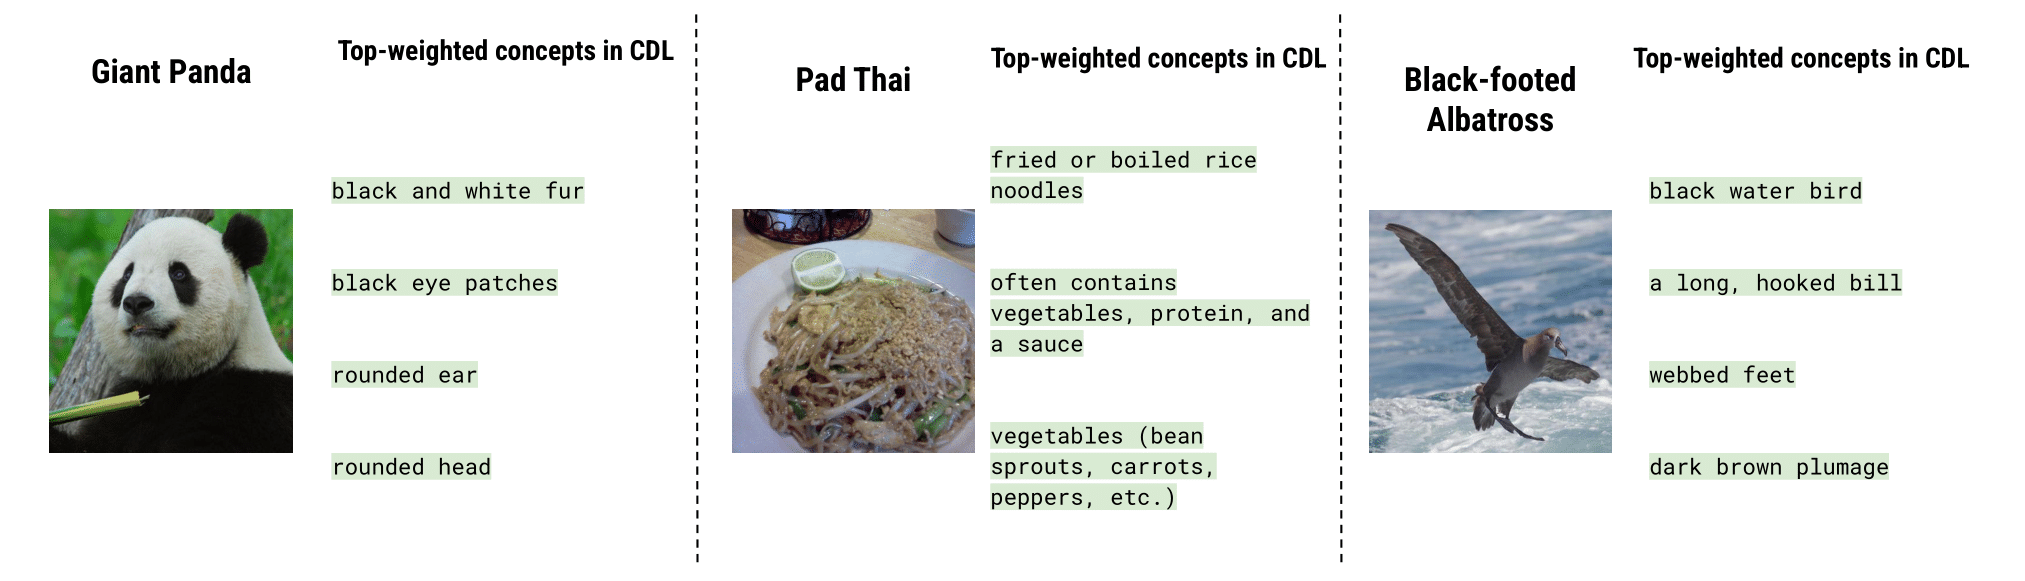 Giant Panda
Top-weighted concepts in CDL
black and white fur
black eye patches
rounded ear
rounded head
Pad Thai
Top-weighted concepts in CDL
fried or boiled rice
noodles
often contains
vegetables, protein, and
a sauce
vegetables (bean
sprouts, carrots,
peppers, etc.)
Black-footed
Albatross
Top-weighted concepts in CDL
black water bird
a long, hooked bill
webbed feet
dark brown plumage